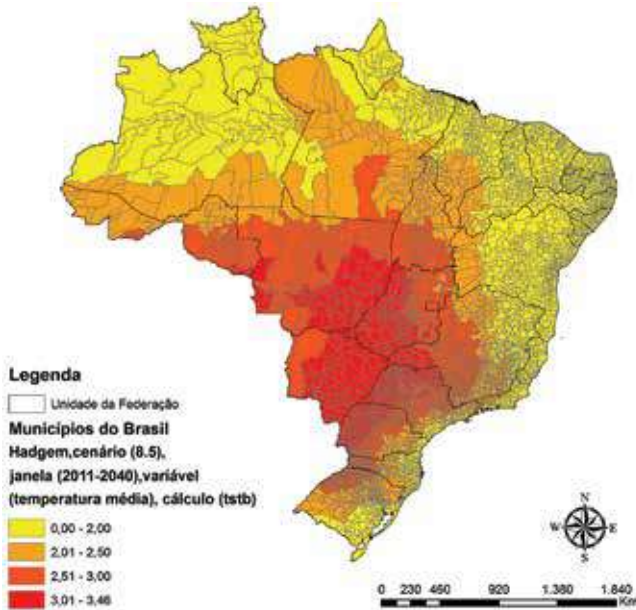 Legenda
Unidade da Federação
Municípios do Brasil
Hadgem,cenário (8.5),
janela (2011-2040),variável
(temperatura média), cálculo (tstb)
0,00 - 2,00
2,01 - 2,50
2,51 - 3,00
3,01 - 3,46
N
W E
S
0 230 460 920 1.380 1.840
Km